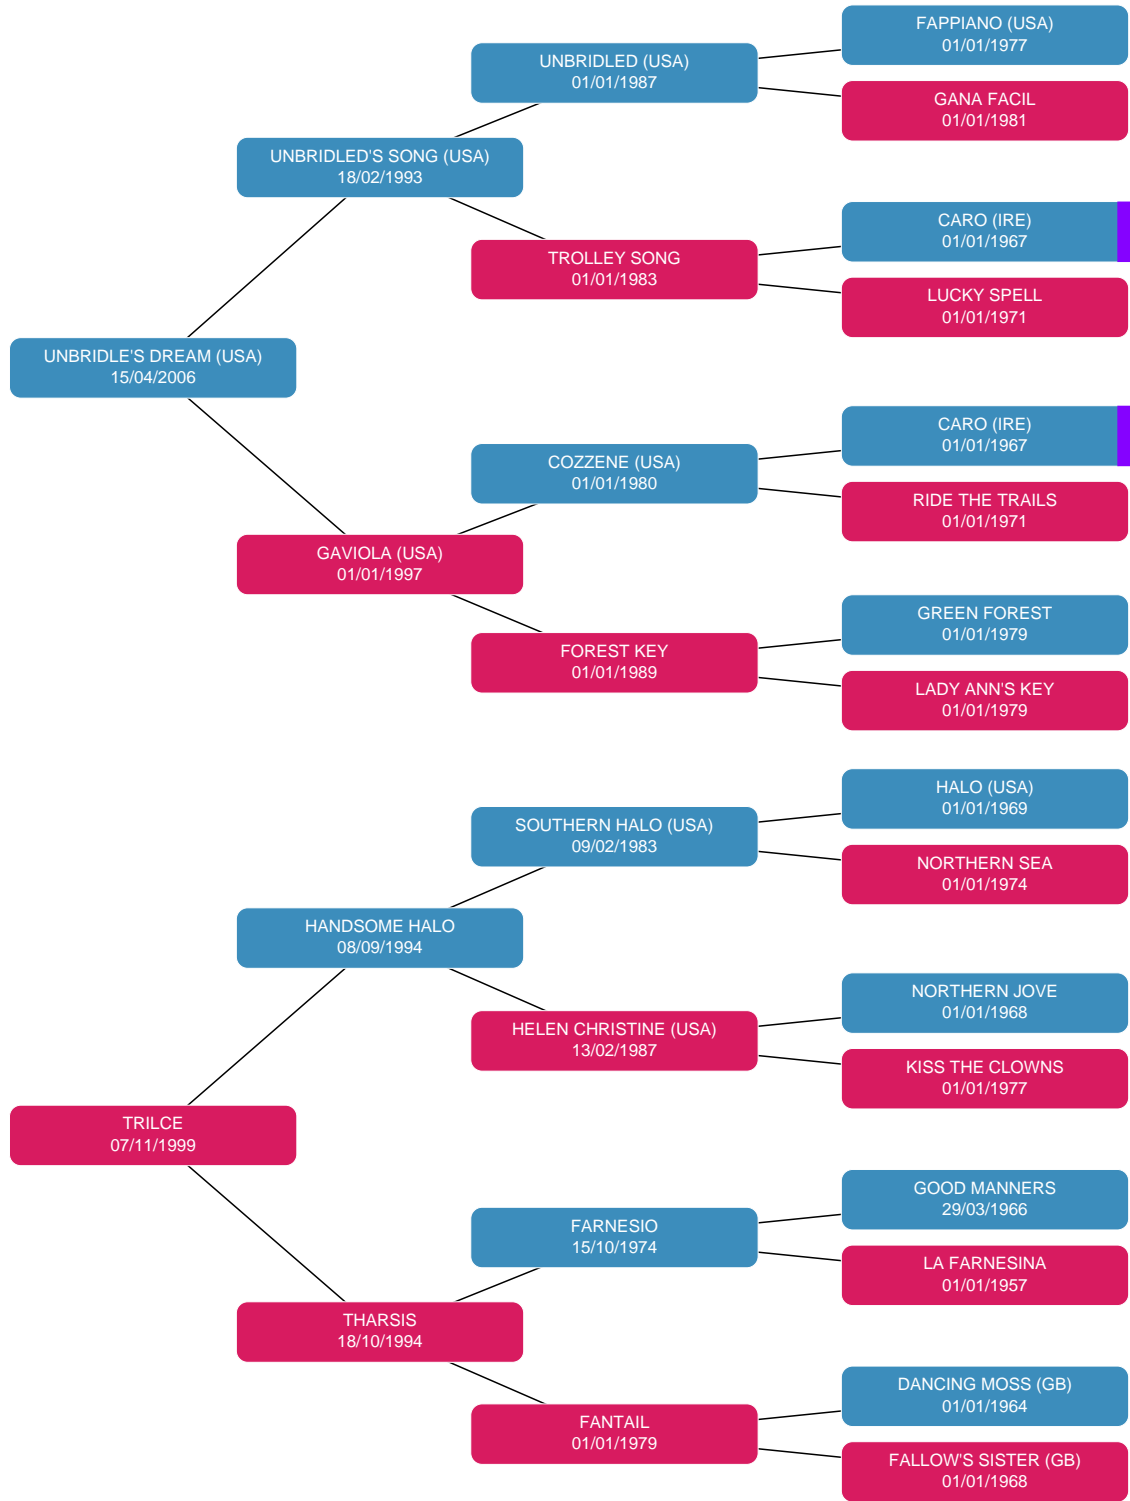 FAPPIANO (USA)
01/01/1977
UNBRIDLED (USA)
01/01/1987
GANA FACIL
01/01/1981
UNBRIDLED'S SONG (USA)
18/02/1993
CARO (IRE)
01/01/1967
TROLLEY SONG
01/01/1983
LUCKY SPELL
01/01/1971
UNBRIDLE'S DREAM (USA)
15/04/2006
CARO (IRE)
01/01/1967
COZZENE (USA)
01/01/1980
RIDE THE TRAILS
01/01/1971
GAVIOLA (USA)
01/01/1997
GREEN FOREST
01/01/1979
FOREST KEY
01/01/1989
LADY ANN'S KEY
01/01/1979
HALO (USA)
01/01/1969
SOUTHERN HALO (USA)
09/02/1983
NORTHERN SEA
01/01/1974
HANDSOME HALO
08/09/1994
NORTHERN JOVE
01/01/1968
HELEN CHRISTINE (USA)
13/02/1987
KISS THE CLOWNS
01/01/1977
TRILCE
07/11/1999
GOOD MANNERS
29/03/1966
FARNESIO
15/10/1974
LA FARNESINA
01/01/1957
THARSIS
18/10/1994
DANCING MOSS (GB)
01/01/1964
FANTAIL
01/01/1979
FALLOW'S SISTER (GB)
01/01/1968